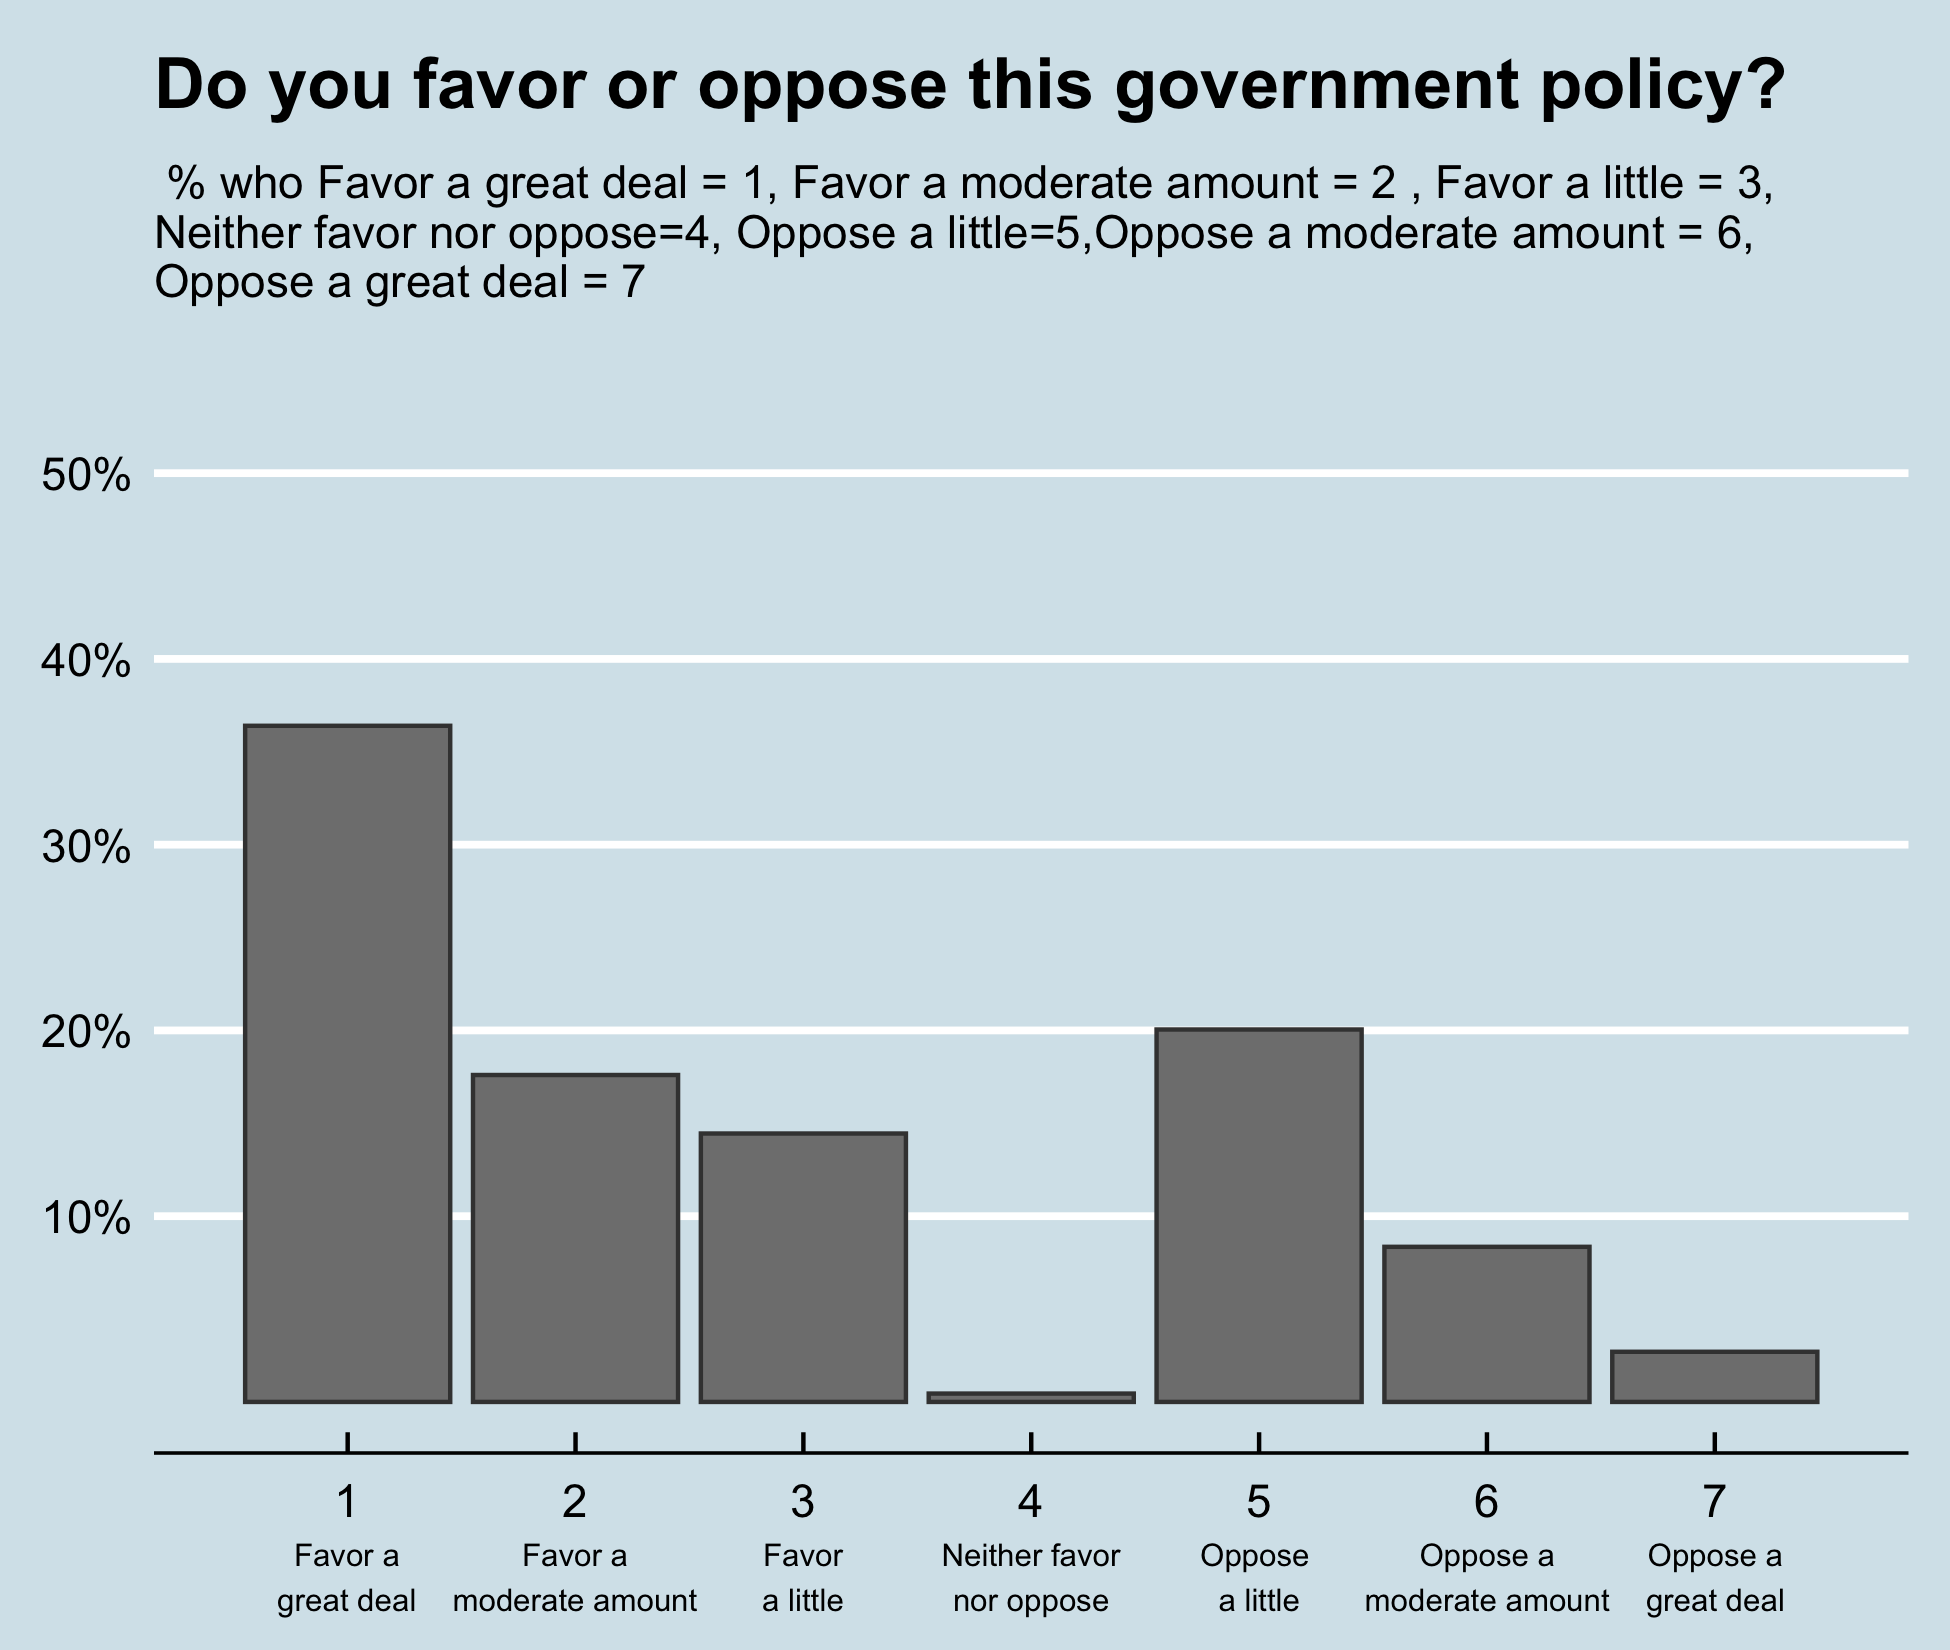 Do you favor or oppose this government policy?
% who Favor a great deal = 1, Favor a moderate amount = 2 , Favor a little = 3,
Neither favor nor oppose=4, Oppose a little=5,Oppose a moderate amount = 6,
Oppose a great deal = 7
50%
40%
30%
20%
10%
1 2 3 4 5 6 7
Favor a Favor a Favor Neither favor Oppose Oppose a Oppose a
great deal moderate amount a little nor oppose a little moderate amount great deal